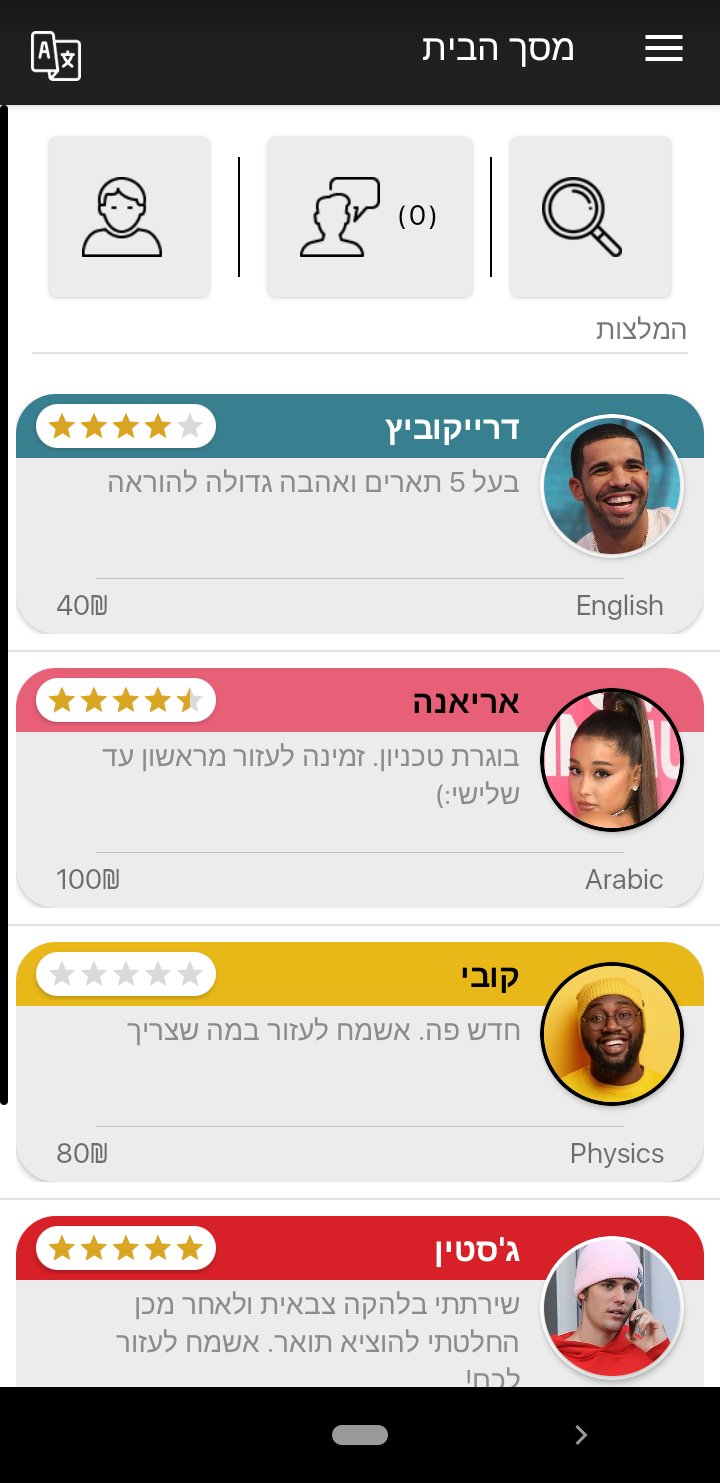 מסך הבית
(0)
המלצות
דרייקוביץ
בעל 5 תארים ואהבה גדולה להוראה
English
40₪
אריאנה
בוגרת טכניון. זמינה לעזור מראשון עד
שלישי:)
Arabic
100₪
קובי
חדש פה. אשמח לעזור במה שצריך
Physics
80₪
ג'סטין
שירתתי בלהקה צבאית ולאחר מכן
החלטתי להוציא תואר. אשמח לעזור
לכם!